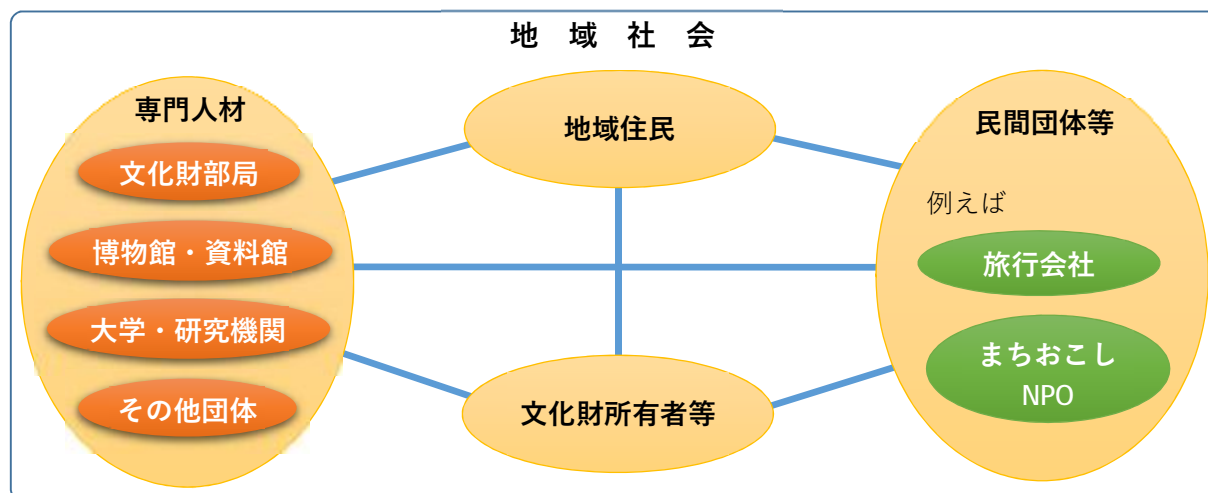 地 域 社 会
専門人材
文化財部局
博物館・資料館
大学・研究機関
その他団体
地域住民
文化財所有者等
民間団体等
例えば
旅行会社
まちおこし
NPO